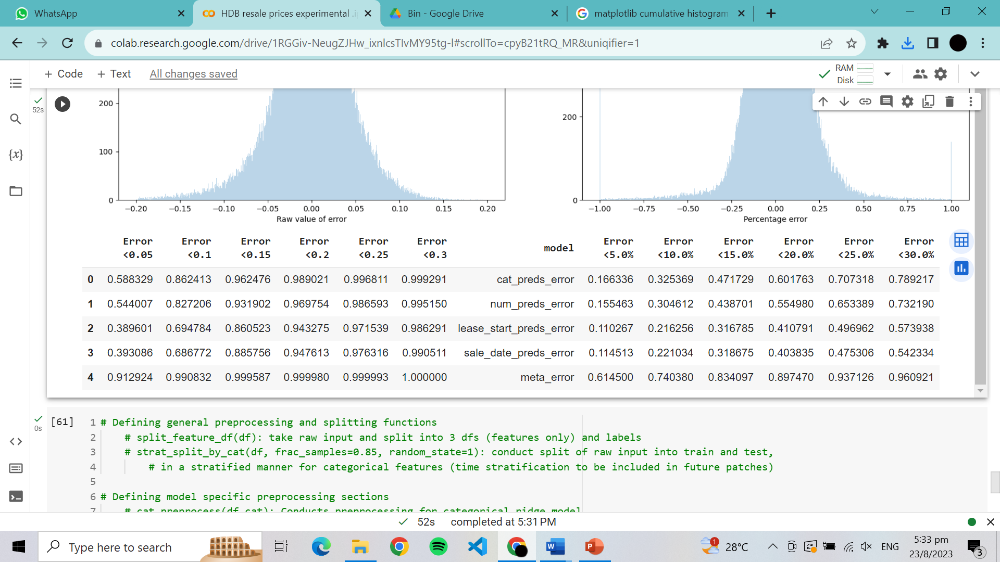 WhatsApp
HDB resale prices experimental .i
Bin - Google Drive
matplotlib cumulative histogram
colab.research.google.com/drive/1RGGiv-NeugZJHw_ixnlcsTIvMY95tg-l#scrollTo=cpyB21tRQ_MR&uniqifier=1
+ Code + Text All changes saved
RAM
Disk
52s
200
100
0
−0.20 −0.15 −0.10 −0.05 0.00 0.05 0.10 0.15 0.20
Raw value of error
200
0
−1.00 −0.75 −0.50 −0.25 0.00 0.25 0.50 0.75 1.00
Percentage error
Error <0.05 Error <0.1 Error <0.15 Error <0.2 Error <0.25 Error <0.3 model Error <5.0% Error <10.0% Error <15.0% Error <20.0% Error <25.0% Error <30.0%
0 0.588329 0.862413 0.962476 0.989021 0.996811 0.999291 cat_preds_error 0.166336 0.325369 0.471729 0.601763 0.707318 0.789217
1 0.544007 0.827206 0.931902 0.969754 0.986593 0.995150 num_preds_error 0.155463 0.304612 0.438701 0.554980 0.653389 0.732190
2 0.389601 0.694784 0.860523 0.943275 0.971539 0.986291 lease_start_preds_error 0.110267 0.216256 0.316785 0.410791 0.496962 0.573938
3 0.393086 0.686772 0.885756 0.947613 0.976316 0.990511 sale_date_preds_error 0.114513 0.221034 0.318675 0.403835 0.475306 0.542334
4 0.912924 0.990832 0.999587 0.999980 0.999993 1.000000 meta_error 0.614500 0.740380 0.834097 0.897470 0.937126 0.960921
0s
[61] 1 # Defining general preprocessing and splitting functions
2 # split_feature_df(df): take raw input and split into 3 dfs (features only) and labels
3 # strat_split_by_cat(df, frac_samples=0.85, random_state=1): conduct split of raw input into train and test,
4 # in a stratified manner for categorical features (time stratification to be included in future patches)
5
6 # Defining model specific preprocessing sections
7 # cat_preprocess(df_cat): Conducts preprocessing for categorical ridge model
52s completed at 5:31 PM
Type here to search
1
28°C
ENG
5:33 pm
23/8/2023
3